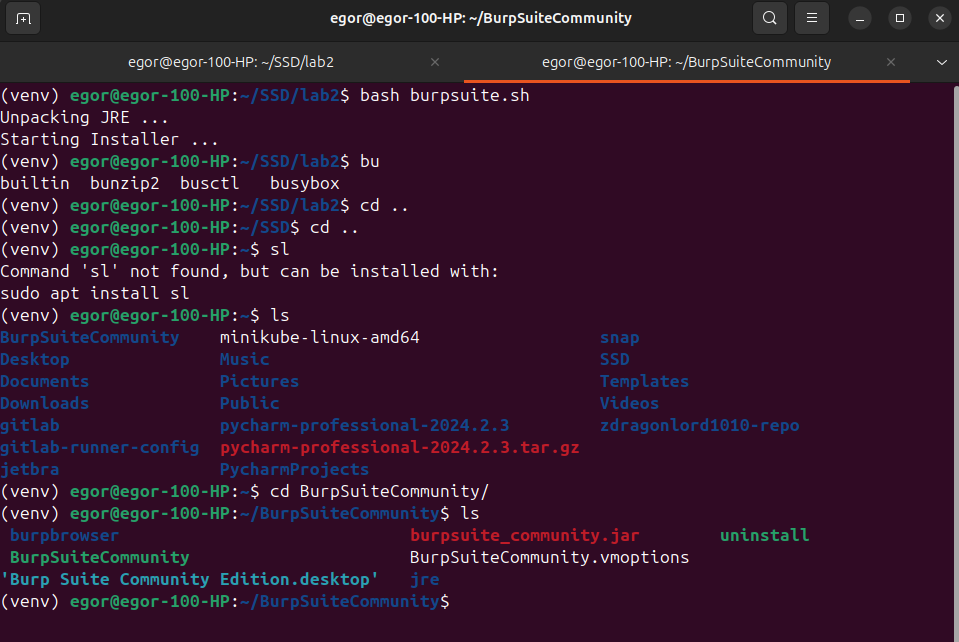 egor@egor-100-HP: ~/BurpSuiteCommunity
egor@egor-100-HP: ~/SSD/lab2 egor@egor-100-HP: ~/BurpSuiteCommunity
(venv) egor@egor-100-HP:~/SSD/lab2$ bash burpsuite.sh
Unpacking JRE ...
Starting Installer ...
(venv) egor@egor-100-HP:~/SSD/lab2$ bu
builtin  bunzip2  busctl   busybox
(venv) egor@egor-100-HP:~/SSD/lab2$ cd ..
(venv) egor@egor-100-HP:~/SSD$ cd ..
(venv) egor@egor-100-HP:~$ sl
Command 'sl' not found, but can be installed with:
sudo apt install sl
(venv) egor@egor-100-HP:~$ ls
BurpSuiteCommunity    minikube-linux-amd64                  snap
Desktop               Music                                 SSD
Documents             Pictures                              Templates
Downloads             Public                                Videos
gitlab                pycharm-professional-2024.2.3         zdragonlord1010-repo
gitlab-runner-config  pycharm-professional-2024.2.3.tar.gz
jetbra                PycharmProjects
(venv) egor@egor-100-HP:~$ cd BurpSuiteCommunity/
(venv) egor@egor-100-HP:~/BurpSuiteCommunity$ ls
 burpbrowser                             burpsuite_community.jar        uninstall
 BurpSuiteCommunity                      BurpSuiteCommunity.vmoptions
'Burp Suite Community Edition.desktop'   jre
(venv) egor@egor-100-HP:~/BurpSuiteCommunity$